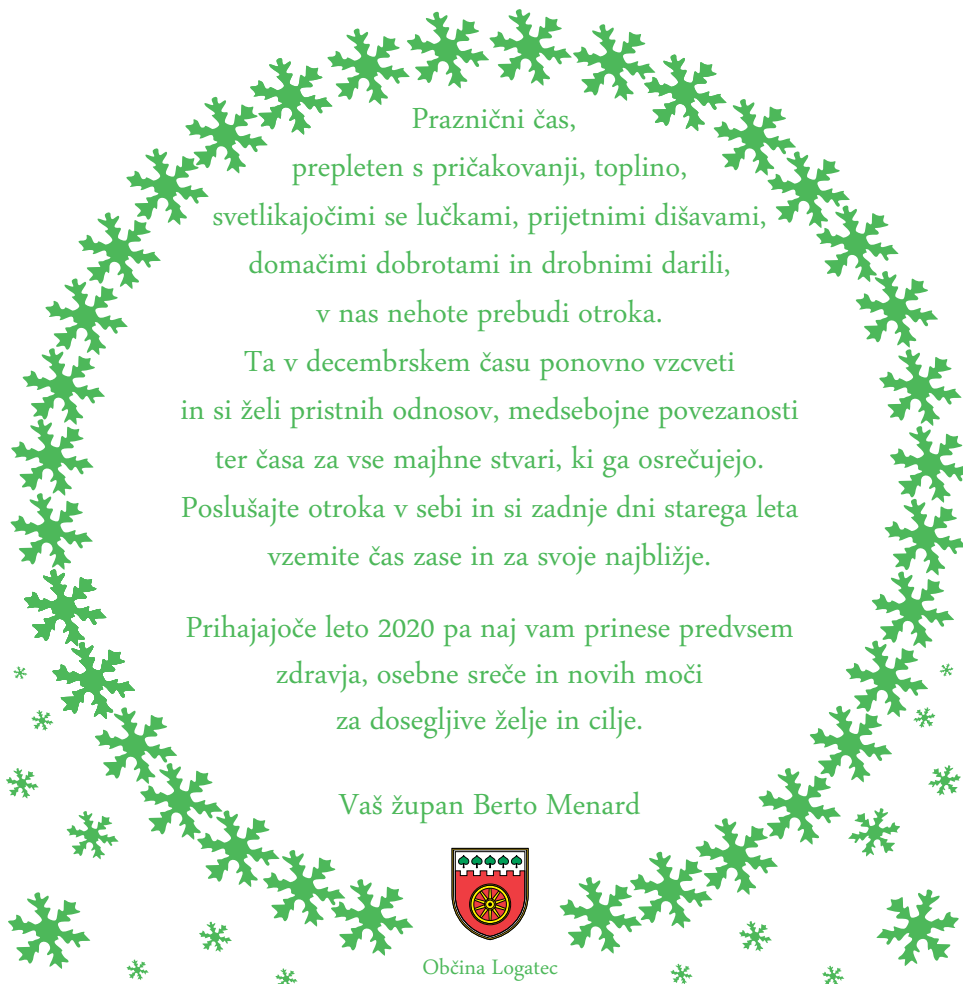 Praznični čas,
prepleten s pričakovanji, toplino,
svetlikajočimi se lučkami, prijetnimi dišavami,
domačimi dobrotami in drobnimi darili,
v nas nehote prebudi otroka.
Ta v decembrskem času ponovno vzcveti
in si želi pristnih odnosov, medsebojne povezanosti
ter časa za vse majhne stvari, ki ga osrečujejo.
Poslušajte otroka v sebi in si zadnje dni starega leta
vzemite čas zase in za svoje najbližje.
Prihajajoče leto 2020 pa naj vam prinese predvsem
zdravja, osebne sreče in novih moči
za dosegljive želje in cilje.
Vaš župan Berto Menard
Občina Logatec